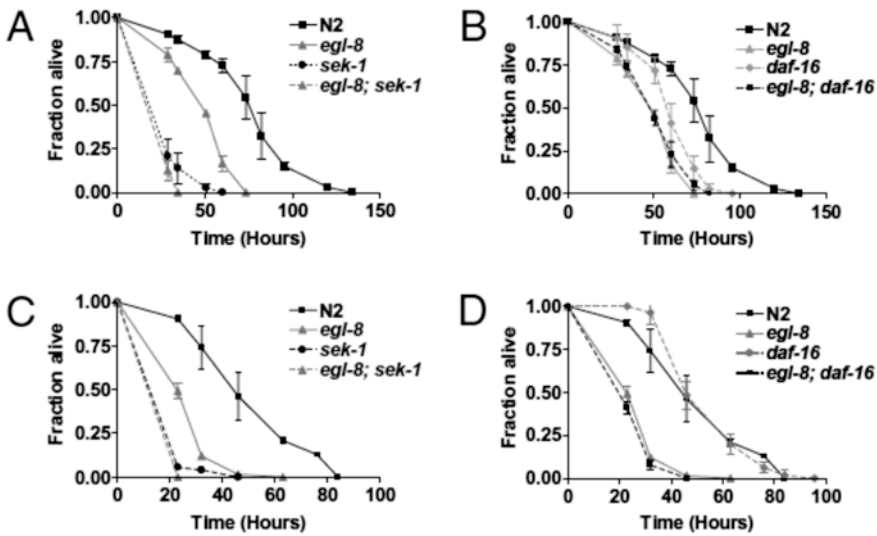 A
Fraction alive
1.00
0.75
0.50
0.25
0.00
0
50
100
150
Time (Hours)
N2
egl-8
sek-1
egl-8; sek-1
B
Fraction alive
1.00
0.75
0.50
0.25
0.00
0
50
100
150
Time (Hours)
N2
egl-8
daf-16
egl-8; daf-16
C
Fraction alive
1.00
0.75
0.50
0.25
0.00
0
20
40
60
80
100
Time (Hours)
N2
egl-8
sek-1
egl-8; sek-1
D
Fraction alive
1.00
0.75
0.50
0.25
0.00
0
20
40
60
80
100
Time (Hours)
N2
egl-8
daf-16
egl-8; daf-16